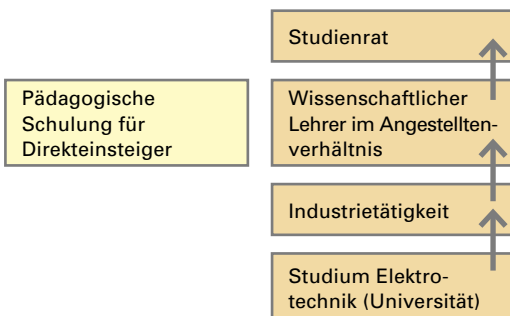 Studienrat
Pädagogische
Schulung für
Direkteinsteiger
Wissenschaftlicher
Lehrer im Angestellten-
verhältnis
Industrietätigkeit
Studium Elektro-
technik (Universität)